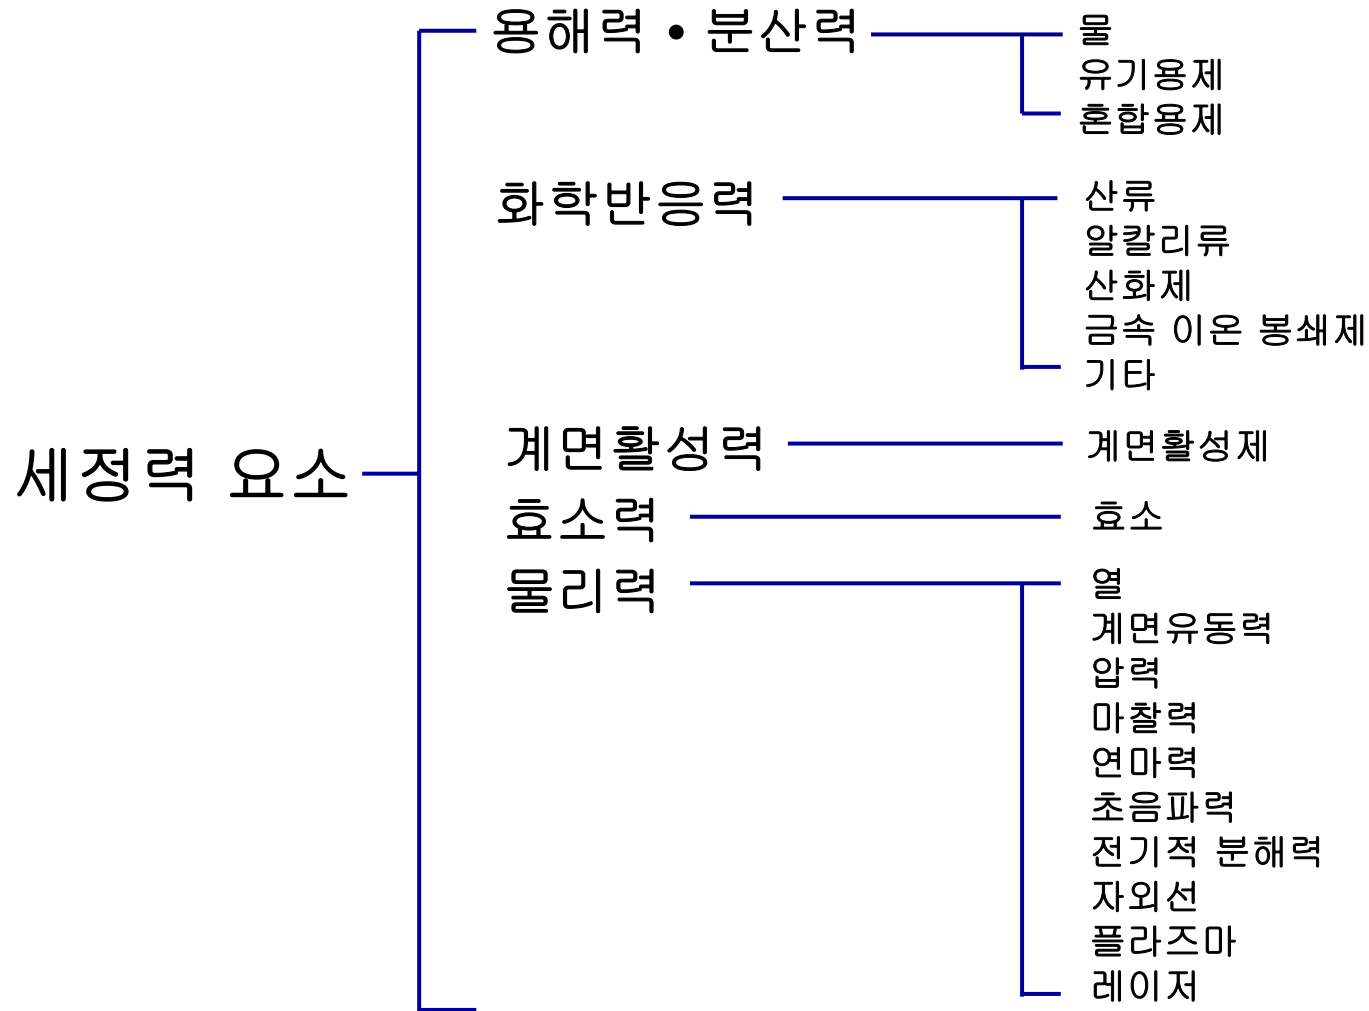 세정력 요소
용해력 • 분산력
물
유기용제
혼합용제
화학반응력
산류
알칼리류
산화제
금속 이온 봉쇄제
기타
계면활성력
계면활성제
효소력
효소
물리력
열
계면유동력
압력
마찰력
연마력
초음파력
전기적 분해력
자외선
플라즈마
레이저